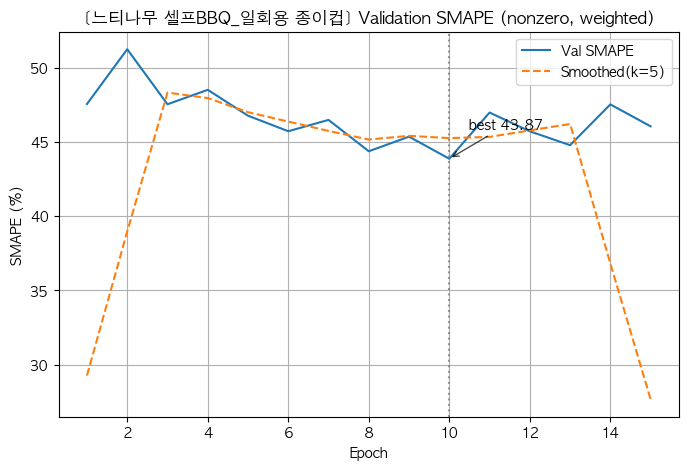 [느티나무 셀프BBQ_일회용 종이컵] Validation SMAPE (nonzero, weighted)
Val SMAPE
Smoothed(k=5)
best 43.87
50
45
40
35
30
SMAPE (%)
2 4 6 8 10 12 14
Epoch